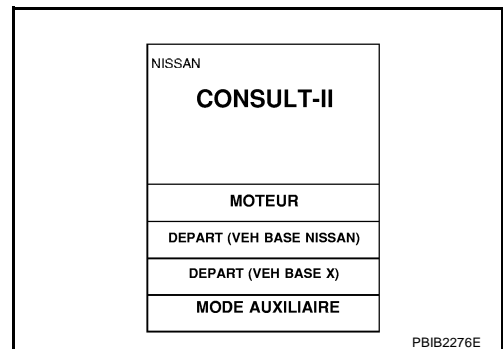 NISSAN
CONSULT-II
MOTEUR
DEPART (VEH BASE NISSAN)
DEPART (VEH BASE X)
MODE AUXILIAIRE
PBIB2276E